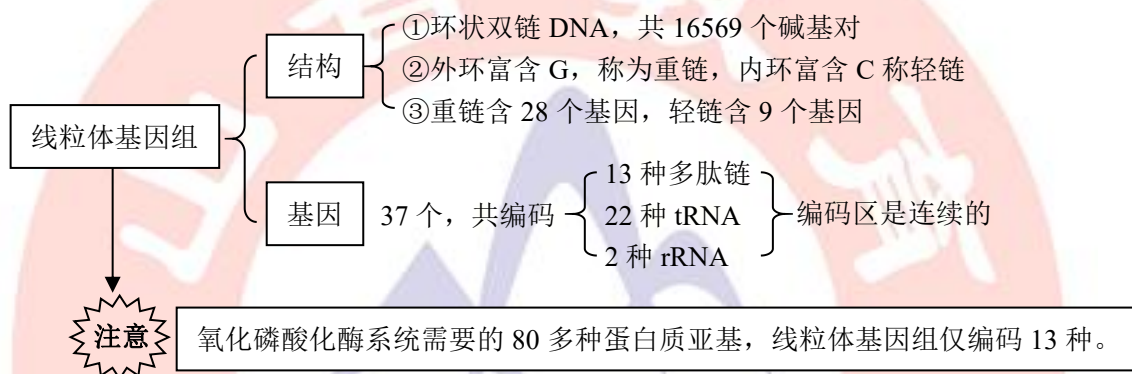 线粒体基因组
结构
①环状双链 DNA，共 16569 个碱基对
②外环富含 G，称为重链，内环富含 C 称轻链
③重链含 28 个基因，轻链含 9 个基因
基因
37 个，共编码
13 种多肽链
22 种 tRNA
2 种 rRNA
编码区是连续的
注意
氧化磷酸化酶系统需要的 80 多种蛋白质亚基，线粒体基因组仅编码 13 种。